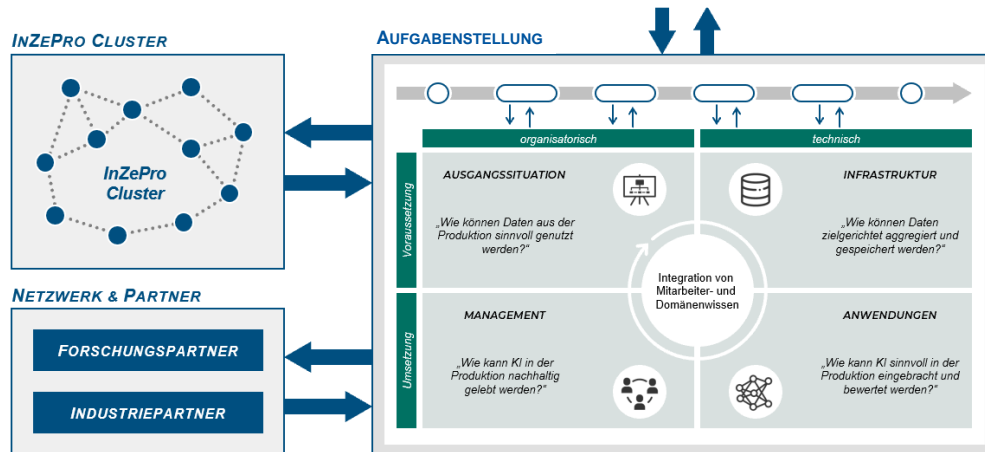 INZEPRO CLUSTER
InZePro
Cluster
NETZWERK & PARTNER
FORSCHUNGSPARTNER
INDUSTRIEPARTNER
AUFGABENSTELLUNG
organisatorisch
technisch
Voraussetzung
AUSGANGSSITUATION
„Wie können Daten aus der
Produktion sinnvoll genutzt
werden?“
INFRASTRUKTUR
„Wie können Daten
zielgerichtet aggregiert und
gespeichert werden?“
Integration von
Mitarbeiter- und
Domänenwissen
Umsetzung
MANAGEMENT
„Wie kann KI in der
Produktion nachhaltig
gelebt werden?“
ANWENDUNGEN
„Wie kann KI sinnvoll in der
Produktion eingebracht und
bewertet werden?“